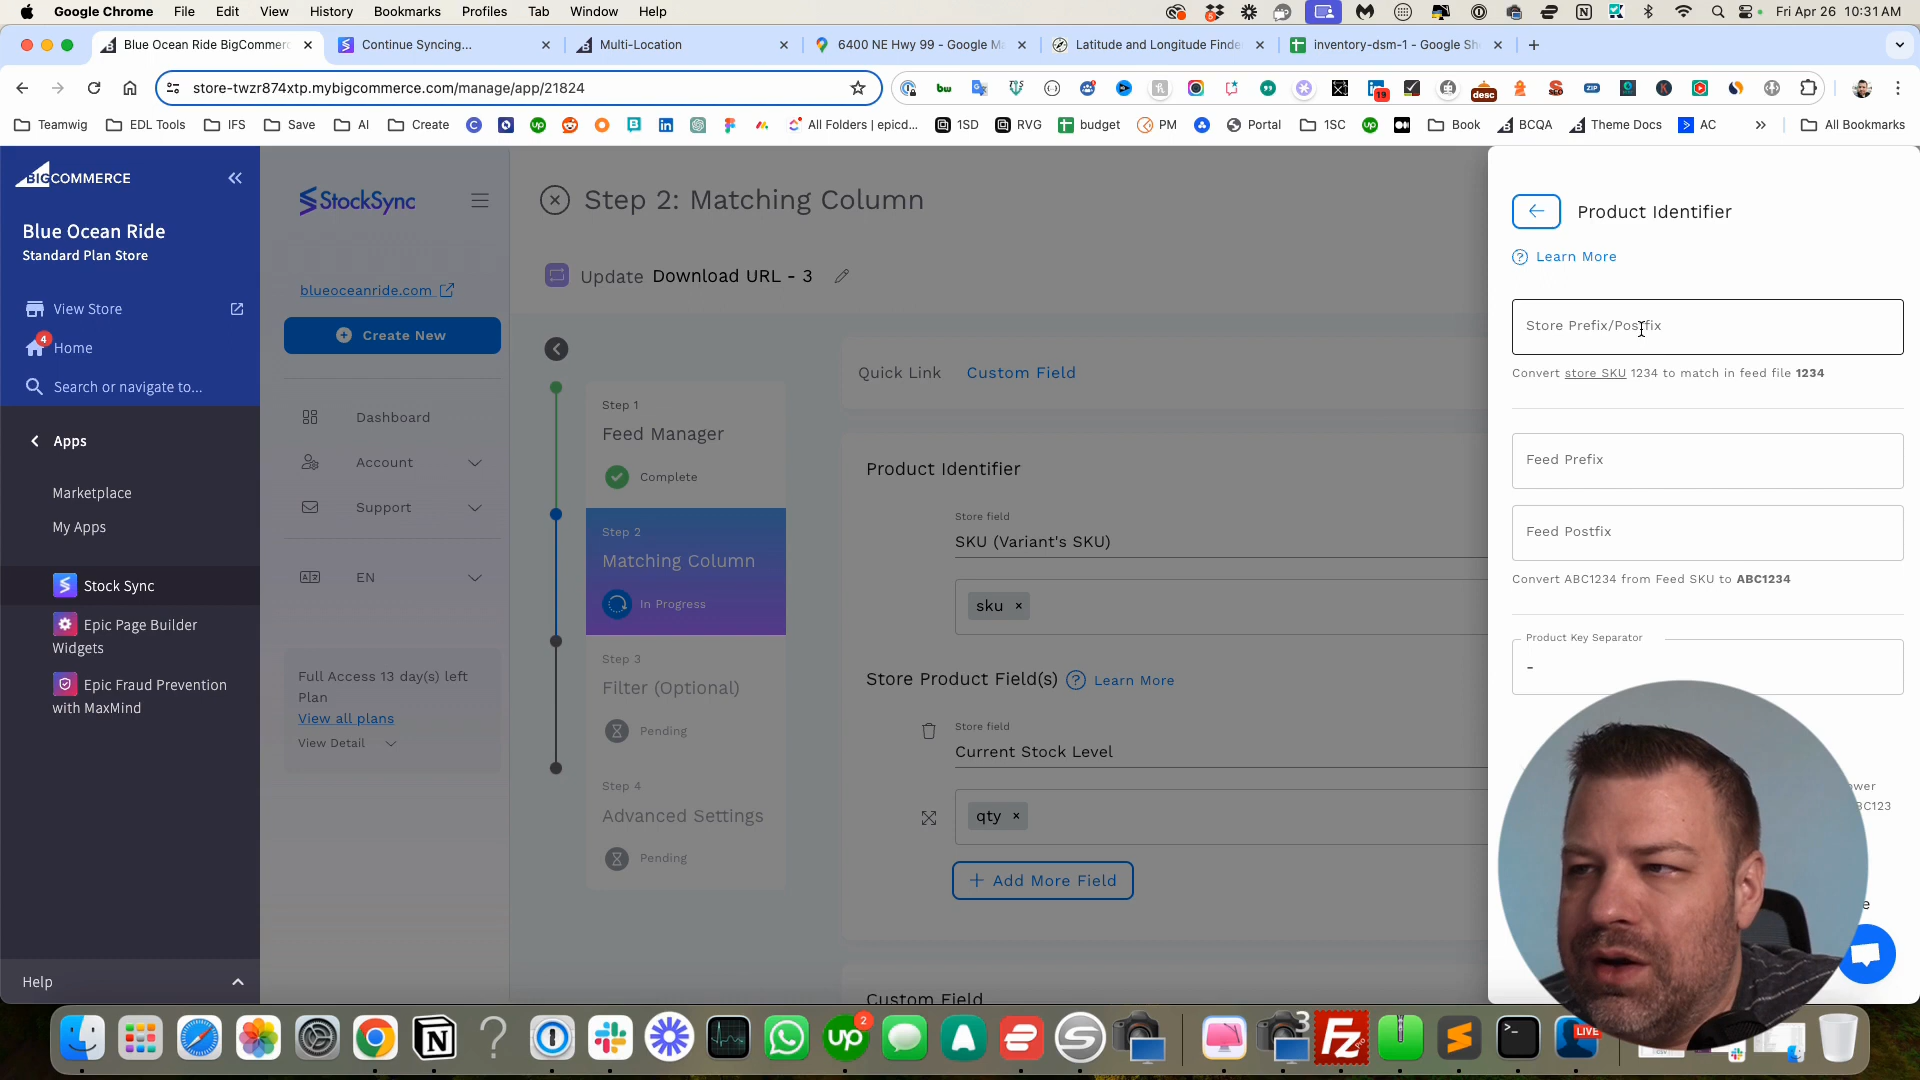 Google Chrome File Edit View History Bookmarks Profiles Tab Window Help Fri Apr 26 10:31 AM
Blue Ocean Ride BigCommerc Continue Syncing... Multi-Location 6400 NE Hwy 99 - Google M Latitude and Longitude Finde inventory-dsm-1 - Google Sh
store-twzr874xtp.mybigcommerce.com/manage/app/21824
Teamwig EDL Tools IFS Save AI Create All Folders | epicd... 1SD RVG budget PM Portal 1SC Book BCQA Theme Docs AC All Bookmarks
BIGCOMMERCE
Blue Ocean Ride
Standard Plan Store
View Store
4
Home
Search or navigate to...
Apps
Marketplace
My Apps
Stock Sync
Epic Page Builder
Widgets
Epic Fraud Prevention
with MaxMind
Help
StockSync
blueoceanride.com
Create New
Dashboard
Account
Support
EN
Full Access 13 day(s) left
Plan
View all plans
View Detail
Step 2: Matching Column
Update Download URL - 3
Step 1
Feed Manager
Complete
Step 2
Matching Column
In Progress
Step 3
Filter (Optional)
Pending
Step 4
Advanced Settings
Pending
Quick Link Custom Field
Product Identifier
Store field
SKU (Variant's SKU)
sku ×
Store Product Field(s) Learn More
Store field
Current Stock Level
qty ×
+ Add More Field
Custom Field
Product Identifier
Learn More
Store Prefix/Postfix
Convert store SKU 1234 to match in feed file 1234
Feed Prefix
Feed Postfix
Convert ABC1234 from Feed SKU to ABC1234
Product Key Separator
-
LIVE